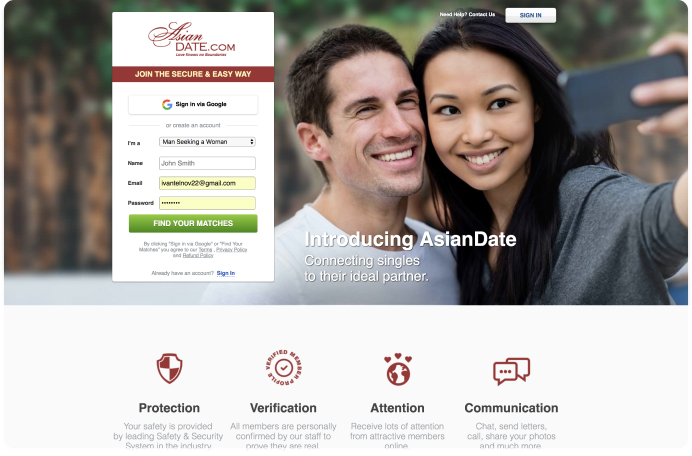 Need Help? Contact Us
SIGN IN
Asian
DATE.COM
Love Knows no Boundaries
JOIN THE SECURE & EASY WAY
Sign in via Google
or create an account
I'm a
Man Seeking a Woman
Name
John Smith
Email
ivantelnov22@gmail.com
Password
••••••••
FIND YOUR MATCHES
By clicking "Sign in via Google" or "Find Your
Matches" you agree to our Terms, Privacy Policy
and Refund Policy
Already have an account? Sign In
Introducing AsianDate
Connecting singles
to their ideal partner.
VERIFIED MEMBER PROFILE
Protection
Verification
Attention
Communication
Your safety is provided
by leading Safety & Security
System in the industry
All members are personally
confirmed by our staff to
prove they are real
Receive lots of attention
from attractive members
online
Chat, send letters,
call, share your photos
and much more